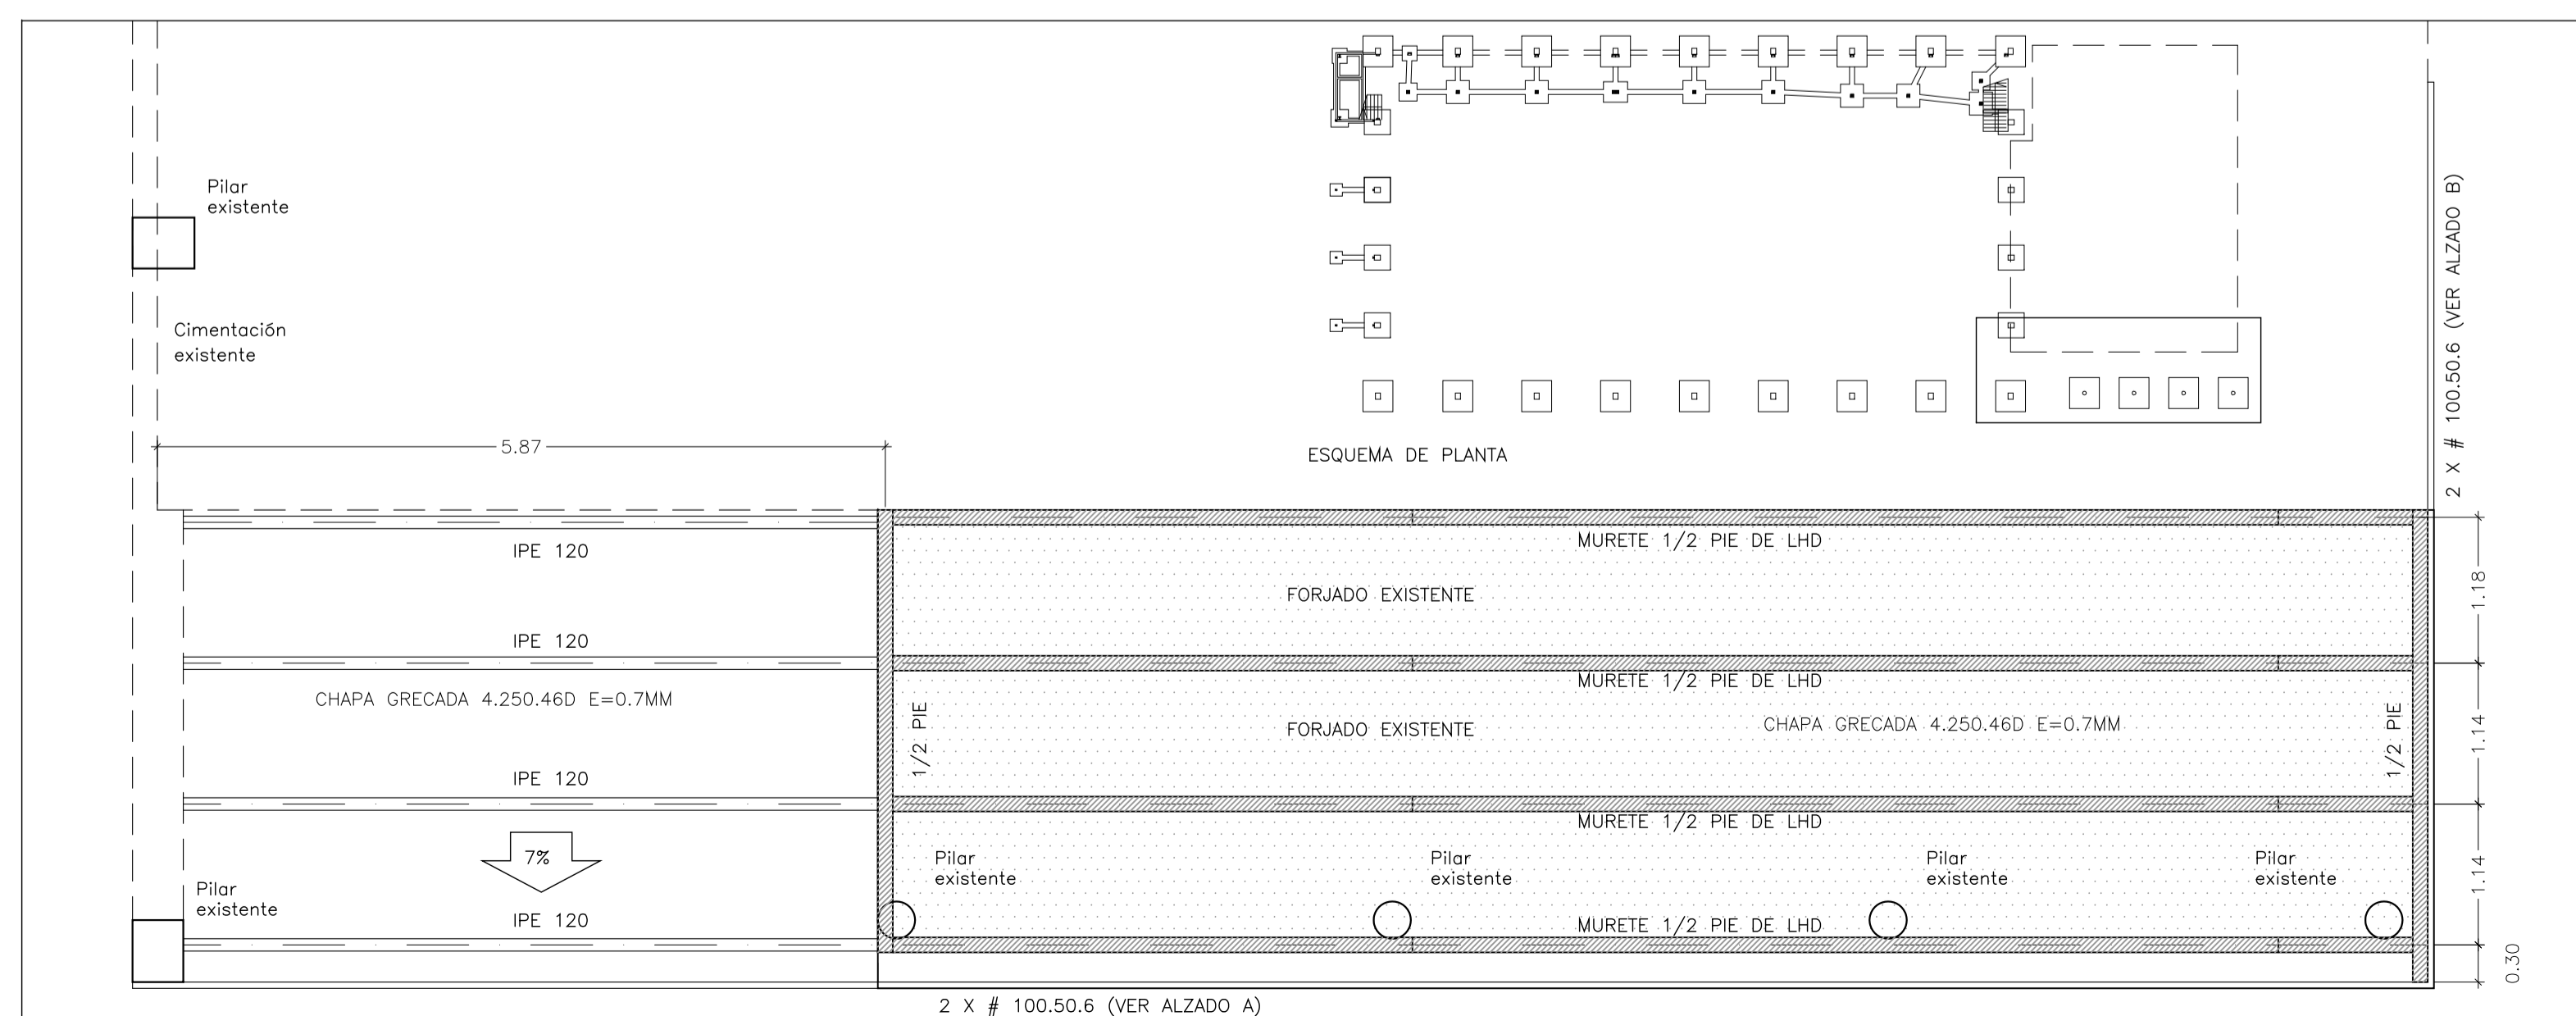 Pilar
existente
Cimentación
existente
5.87
ESQUEMA DE PLANTA
2 X # 100.50.6 (VER ALZADO B)
IPE 120
MURETE 1/2 PIE DE LHD
1.18
FORJADO EXISTENTE
IPE 120
MURETE 1/2 PIE DE LHD
CHAPA GRECADA 4.250.46D E=0.7MM
1/2 PIE
FORJADO EXISTENTE
CHAPA GRECADA 4.250.46D E=0.7MM
1/2 PIE
1.14
IPE 120
MURETE 1/2 PIE DE LHD
7%
Pilar
existente
Pilar
existente
Pilar
existente
Pilar
existente
Pilar
existente
1.14
IPE 120
MURETE 1/2 PIE DE LHD
0.30
2 X # 100.50.6 (VER ALZADO A)